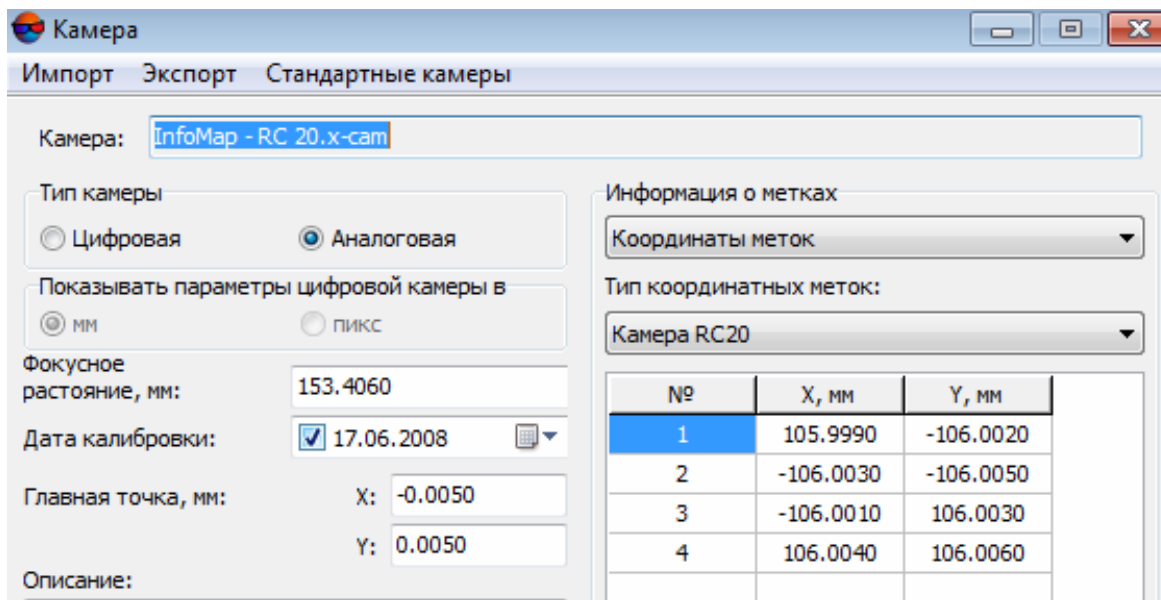 Камера
Импорт Экспорт Стандартные камеры
Камера: InfoMap - RC 20.x-cam
Тип камеры
Цифровая Аналоговая
Показывать параметры цифровой камеры в
мм пикс
Фокусное
растояние, мм: 153.4060
Дата калибровки: 17.06.2008
Главная точка, мм: X: -0.0050
Y: 0.0050
Описание:
Информация о метках
Координаты меток
Тип координатных меток:
Камера RC20
№ X, мм Y, мм
1 105.9990 -106.0020
2 -106.0030 -106.0050
3 -106.0010 106.0030
4 106.0040 106.0060